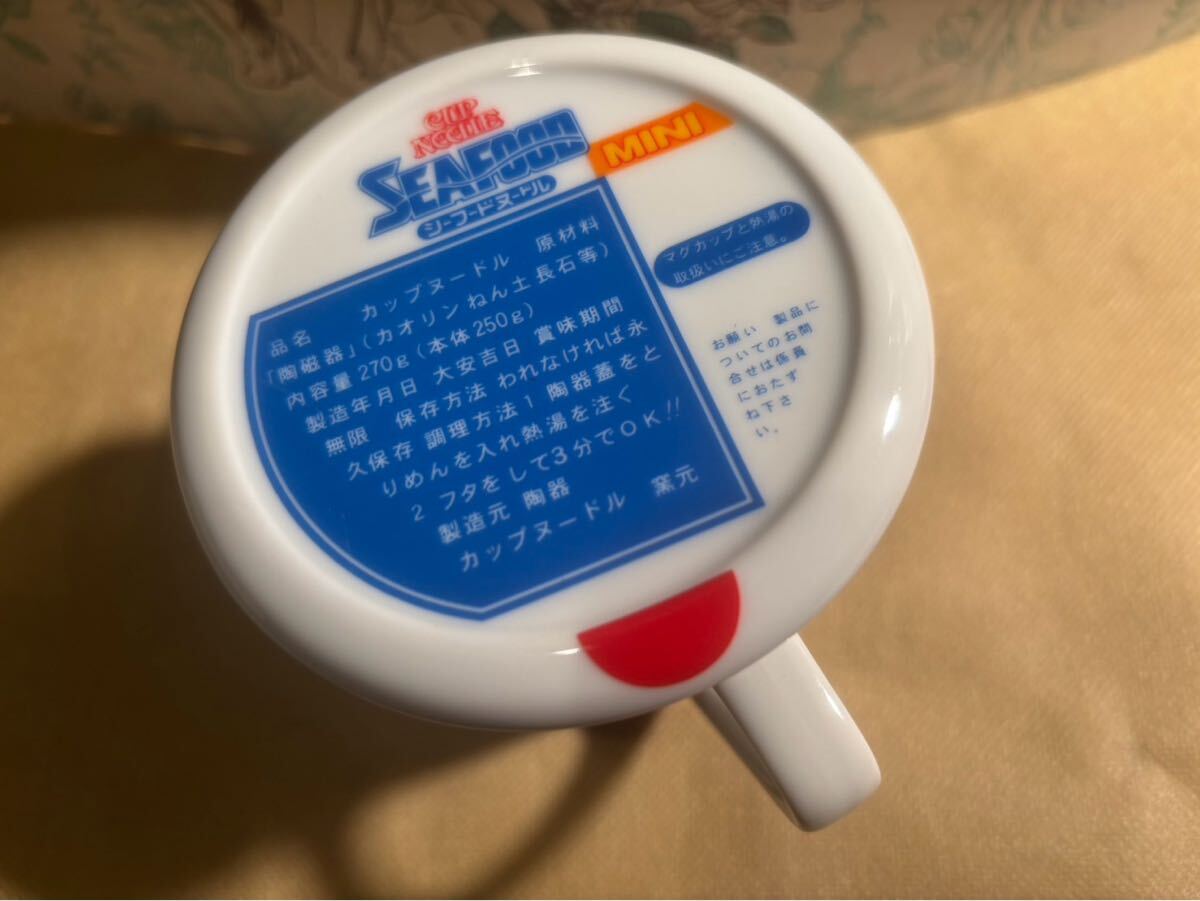 CUP
NOODLE
SEAFOOD
MINI
シーフードヌードル
品名 カップヌードル 原材料
「陶磁器」(カオリンねん土長石等)
内容量270g(本体250g)
製造年月日 大安吉日 賞味期間
無限 保存方法 われなければ永
久保存 調理方法1 陶器蓋をと
りめんを入れ熱湯を注ぐ
2 フタをして3分でOK!!
製造元 陶器
カップヌードル 窯元
マグカップと熱湯の
取扱いにご注意。
お願い 製品に
ついてのお問
合せは係員
におたず
ね下さ
い。